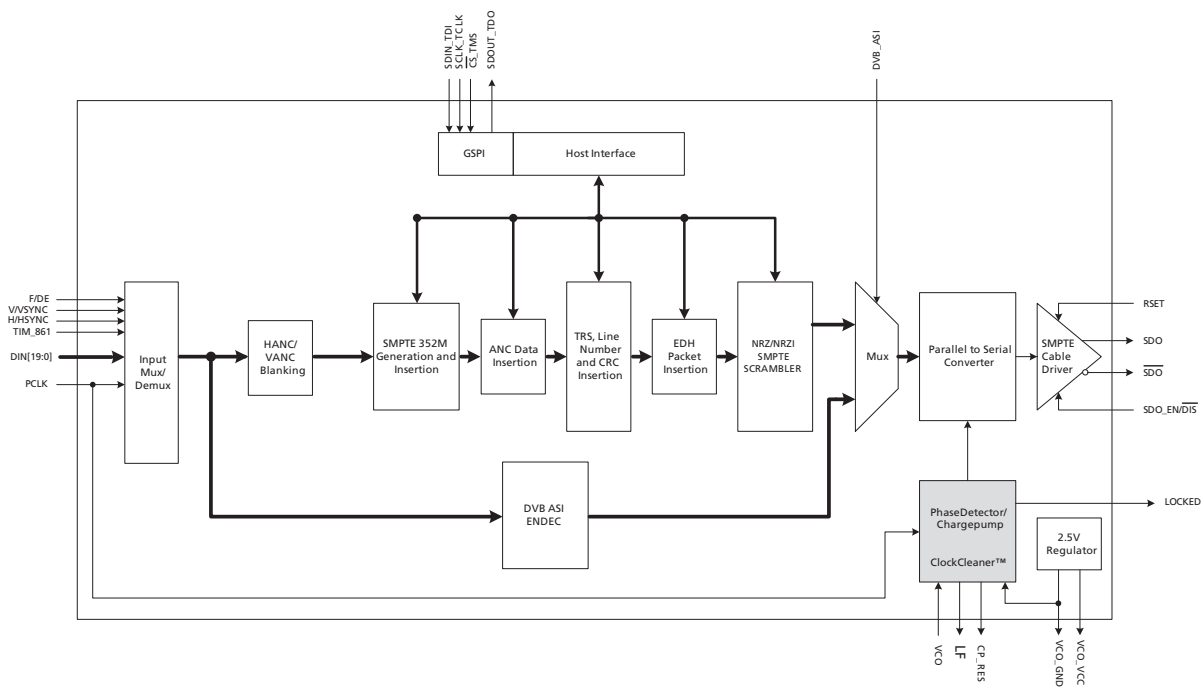 SDIN_TDI
SCLK_TCLK
C̅S̅_TMS
SDOUT_TDO
DVB_ASI
GSPI
Host Interface
F/DE
V/VSYNC
H/HSYNC
TIM_861
DIN[19:0]
PCLK
Input
Mux/
Demux
HANC/
VANC
Blanking
SMPTE 352M
Generation and
Insertion
ANC Data
Insertion
TRS, Line
Number
and CRC
Insertion
EDH
Packet
Insertion
NRZ/NRZI
SMPTE
SCRAMBLER
Mux
Parallel to Serial
Converter
SMPTE
Cable
Driver
RSET
SDO
S̅D̅O̅
SDO_EN/D̅I̅S̅
DVB ASI
ENDEC
PhaseDetector/
Chargepump
ClockCleaner™
2.5V
Regulator
LOCKED
VCO
LF
CP_RES
VCO_GND
VCO_VCC